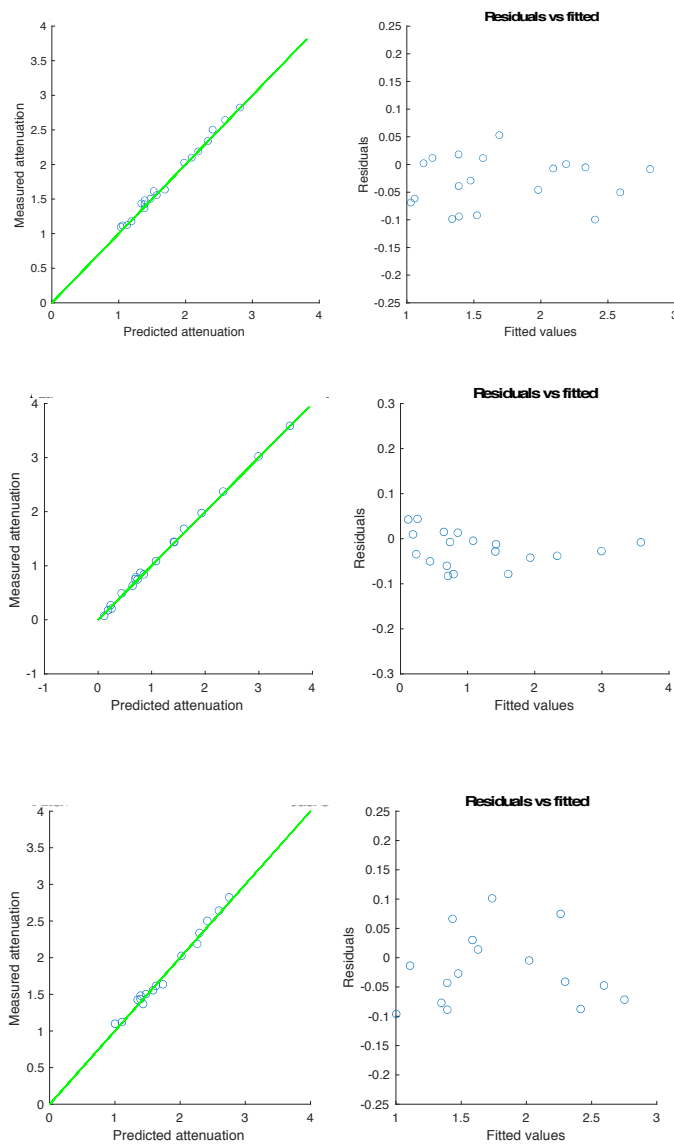 Residuals vs fitted
4
3.5
3
2.5
2
1.5
1
0.5
0
0 1 2 3 4
Measured attenuation
Predicted attenuation
0.25
0.2
0.15
0.1
0.05
0
-0.05
-0.1
-0.15
-0.2
-0.25
1 1.5 2 2.5 3
Residuals
Fitted values
Residuals vs fitted
4
3
2
1
0
-1
-1 0 1 2 3 4
Measured attenuation
Predicted attenuation
0.3
0.2
0.1
0
-0.1
-0.2
-0.3
0 1 2 3 4
Residuals
Fitted values
Residuals vs fitted
4
3.5
3
2.5
2
1.5
1
0.5
0
0 1 2 3 4
Measured attenuation
Predicted attenuation
0.25
0.2
0.15
0.1
0.05
0
-0.05
-0.1
-0.15
-0.2
-0.25
1 1.5 2 2.5 3
Residuals
Fitted values